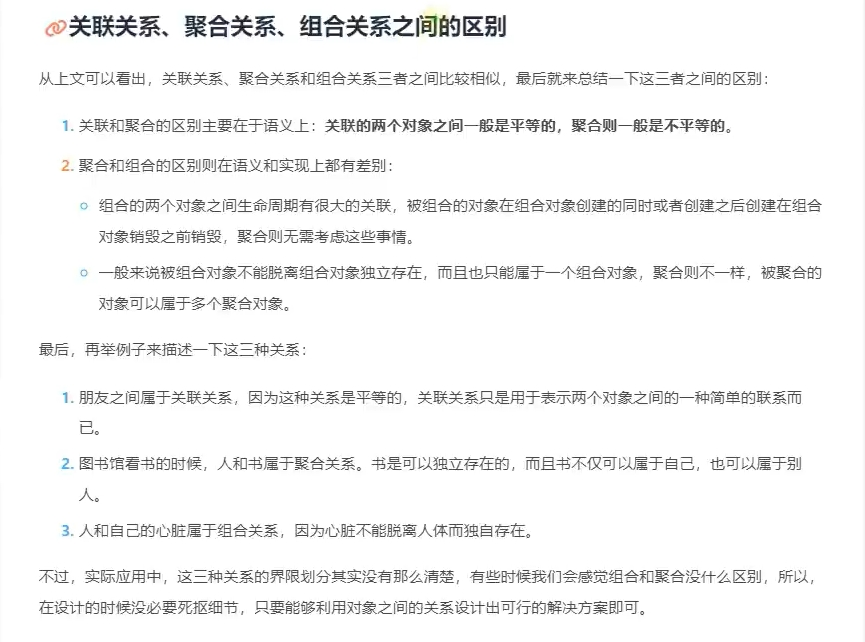 关联关系、聚合关系、组合关系之间的区别
从上文可以看出，关联关系、聚合关系和组合关系三者之间比较相似，最后就来总结一下这三者之间的区别：
1. 关联和聚合的区别主要在于语义上：关联的两个对象之间一般是平等的，聚合则一般是不平等的。
2. 聚合和组合的区别则在语义和实现上都有差别：
组合的两个对象之间生命周期有很大的关联，被组合的对象在组合对象创建的同时或者创建之后创建在组合
对象销毁之前销毁，聚合则无需考虑这些事情。
一般来说被组合对象不能脱离组合对象独立存在，而且也只能属于一个组合对象，聚合则不一样，被聚合的
对象可以属于多个聚合对象。
最后，再举例子来描述一下这三种关系：
1. 朋友之间属于关联关系，因为这种关系是平等的，关联关系只是用于表示两个对象之间的一种简单的联系而
已。
2. 图书馆看书的时候，人和书属于聚合关系。书是可以独立存在的，而且书不仅可以属于自己，也可以属于别
人。
3. 人和自己的心脏属于组合关系，因为心脏不能脱离人体而独自存在。
不过，实际应用中，这三种关系的界限划分其实没有那么清楚，有些时候我们会感觉组合和聚合没什么区别，所以，
在设计的时候没必要死抠细节，只要能够利用对象之间的关系设计出可行的解决方案即可。